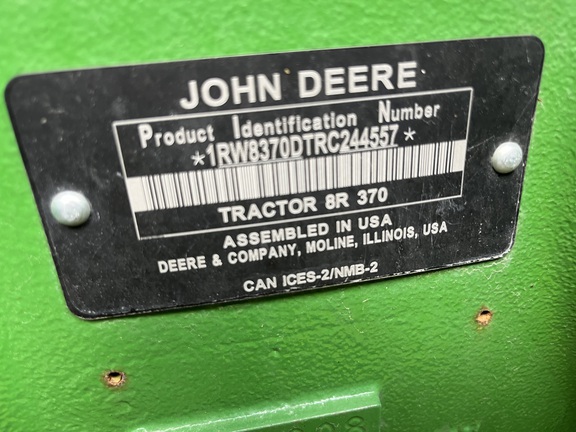 JOHN DEERE
Product Identification Number
*1RW8370DTRC244557*
TRACTOR 8R 370
ASSEMBLED IN USA
DEERE & COMPANY, MOLINE, ILLINOIS, USA
CAN ICES-2/NMB-2